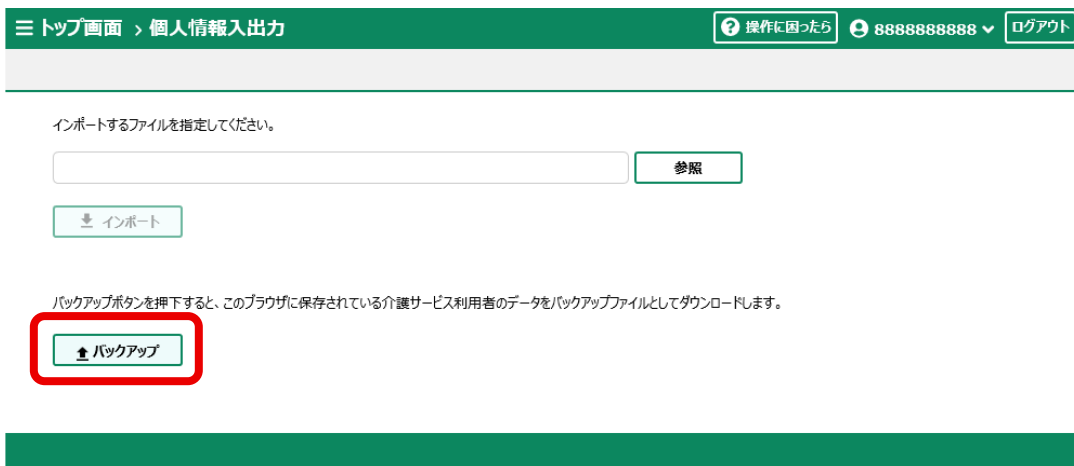 トップ画面 > 個人情報入出力 操作に困ったら 8888888888 ログアウト
インポートするファイルを指定してください。
参照
インポート
バックアップボタンを押下すると、このブラウザに保存されている介護サービス利用者のデータをバックアップファイルとしてダウンロードします。
バックアップ